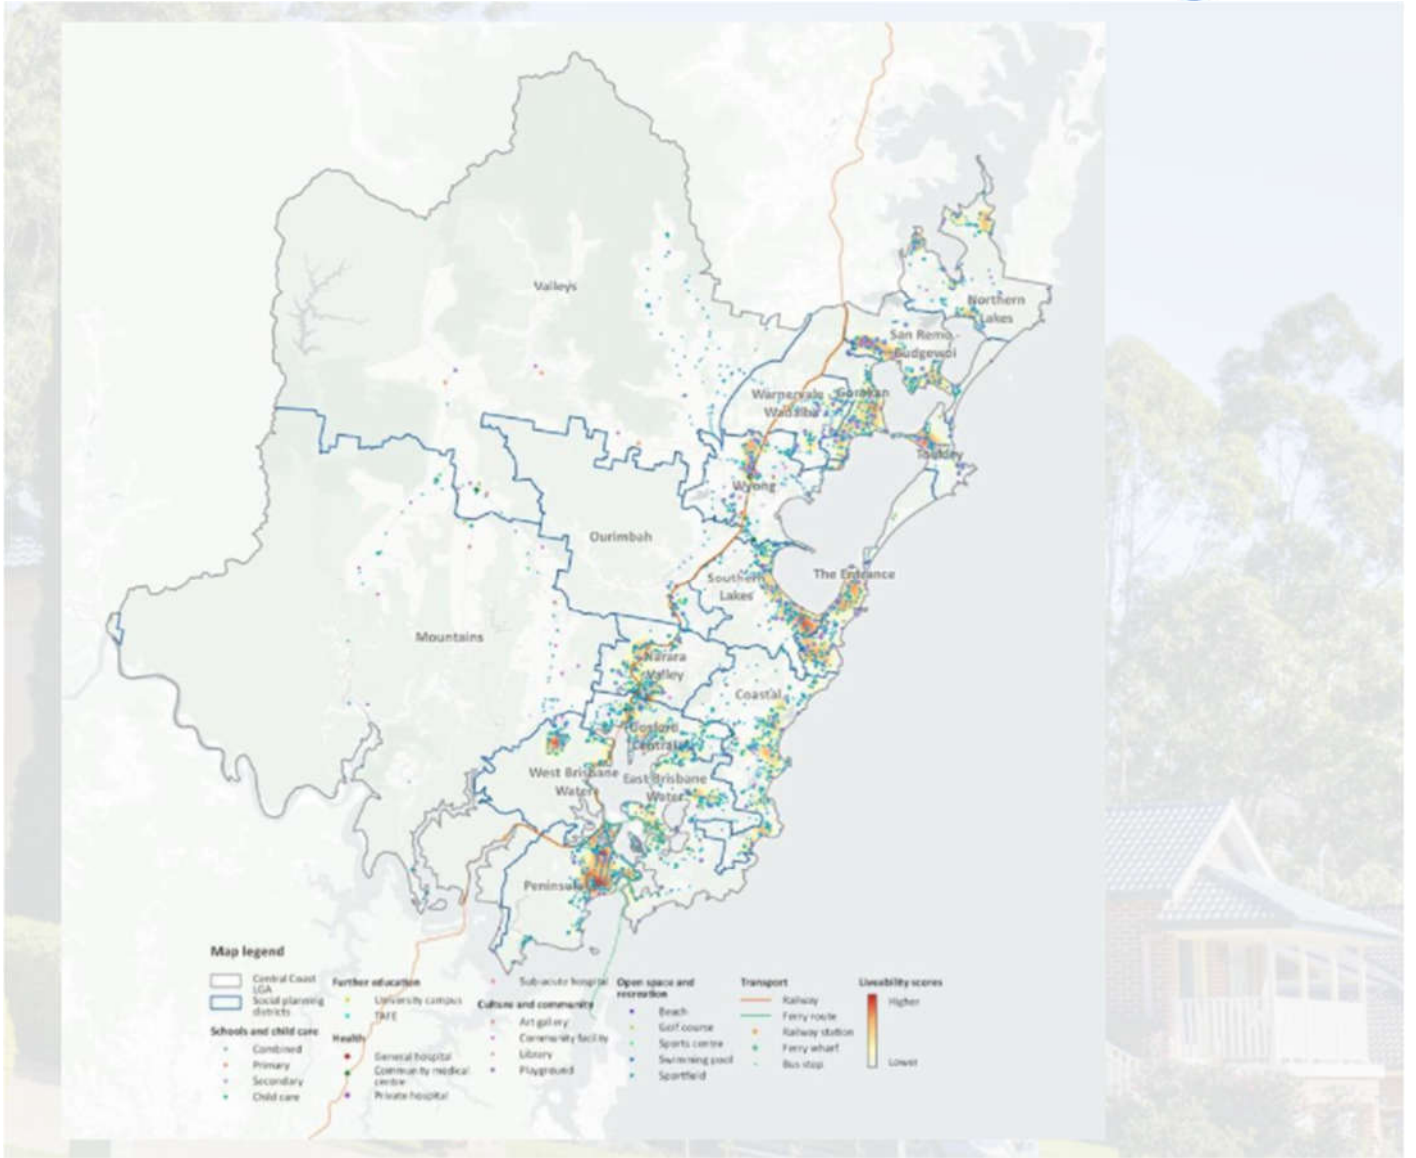 Valleys
Northern
Lakes
San Remo -
Budgewoi
Warnervale
Wadalba
Gorokan
Toukley
Wyong
Ourimbah
Southern
Lakes
The Entrance
Mountains
Narara
Valley
Coastal
Gosford
Central
West Brisbane
Water
East Brisbane
Water
Peninsula
Map legend
Central Coast
LGA
Social planning
districts
Schools and child care
Combined
Primary
Secondary
Child care
Further education
University campus
TAFE
Health
General hospital
Community medical
centre
Private hospital
Sub-acute hospital
Culture and community
Art gallery
Community facility
Library
Playground
Open space and
recreation
Beach
Golf course
Sports centre
Swimming pool
Sportfield
Transport
Railway
Ferry route
Railway station
Ferry wharf
Bus stop
Liveability scores
Higher
Lower